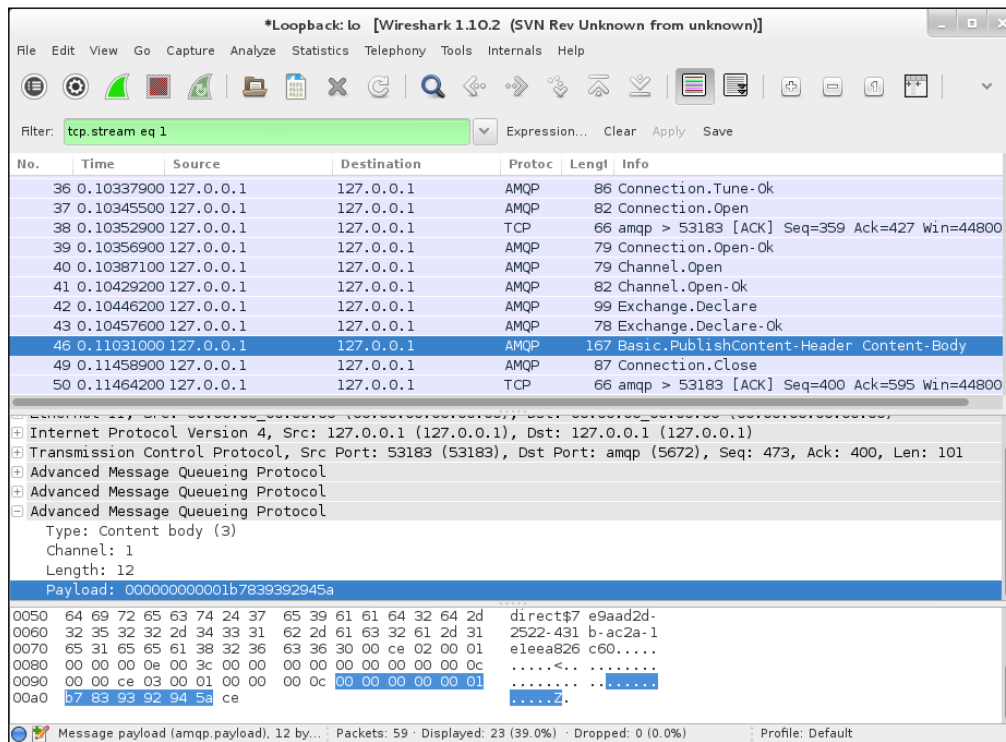 *Loopback: lo [Wireshark 1.10.2 (SVN Rev Unknown from unknown)]
File Edit View Go Capture Analyze Statistics Telephony Tools Internals Help
Filter: tcp.stream eq 1 Expression... Clear Apply Save
No. Time Source Destination Protoc Lengt Info
36 0.10337900 127.0.0.1 127.0.0.1 AMQP 86 Connection.Tune-Ok
37 0.10345500 127.0.0.1 127.0.0.1 AMQP 82 Connection.Open
38 0.10352900 127.0.0.1 127.0.0.1 TCP 66 amqp > 53183 [ACK] Seq=359 Ack=427 Win=44800
39 0.10356900 127.0.0.1 127.0.0.1 AMQP 79 Connection.Open-Ok
40 0.10387100 127.0.0.1 127.0.0.1 AMQP 79 Channel.Open
41 0.10429200 127.0.0.1 127.0.0.1 AMQP 82 Channel.Open-Ok
42 0.10446200 127.0.0.1 127.0.0.1 AMQP 99 Exchange.Declare
43 0.10457600 127.0.0.1 127.0.0.1 AMQP 78 Exchange.Declare-Ok
46 0.11031000 127.0.0.1 127.0.0.1 AMQP 167 Basic.PublishContent-Header Content-Body
49 0.11458900 127.0.0.1 127.0.0.1 AMQP 87 Connection.Close
50 0.11464200 127.0.0.1 127.0.0.1 TCP 66 amqp > 53183 [ACK] Seq=400 Ack=595 Win=44800
Internet Protocol Version 4, Src: 127.0.0.1 (127.0.0.1), Dst: 127.0.0.1 (127.0.0.1)
Transmission Control Protocol, Src Port: 53183 (53183), Dst Port: amqp (5672), Seq: 473, Ack: 400, Len: 101
Advanced Message Queueing Protocol
Advanced Message Queueing Protocol
Advanced Message Queueing Protocol
Type: Content body (3)
Channel: 1
Length: 12
Payload: 000000000001b7839392945a
0050 64 69 72 65 63 74 24 37 65 39 61 61 64 32 64 2d direct$7 e9aad2d-
0060 32 35 32 32 2d 34 33 31 62 2d 61 63 32 61 2d 31 2522-431 b-ac2a-1
0070 65 31 65 65 61 38 32 36 63 36 30 00 ce 02 00 01 e1eea826 c60.....
0080 00 00 00 0e 00 3c 00 00 00 00 00 00 00 00 00 0c .....<.. ........
0090 00 00 ce 03 00 01 00 00 00 0c 00 00 00 00 00 01 ........ ........
00a0 b7 83 93 92 94 5a ce .....Z.
Message payload (amqp.payload), 12 by... Packets: 59 · Displayed: 23 (39.0%) · Dropped: 0 (0.0%) Profile: Default